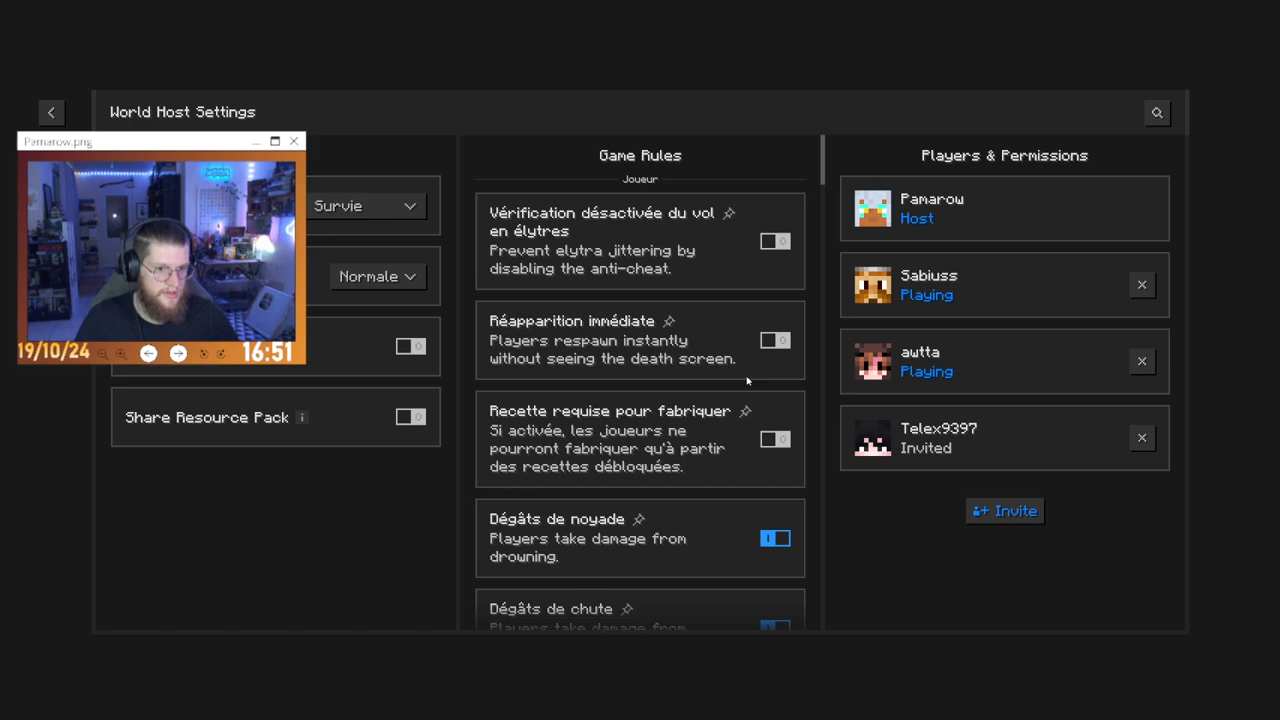 World Host Settings
Pamarow.png
19/10/24
16:51
Survie
Normale
Share Resource Pack
Game Rules
Joueur
Vérification désactivée du vol
en élytres
Prevent elytra jittering by
disabling the anti-cheat.
Réapparition immédiate
Players respawn instantly
without seeing the death screen.
Recette requise pour fabriquer
Si activée, les joueurs ne
pourront fabriquer qu'à partir
des recettes débloquées.
Dégâts de noyade
Players take damage from
drowning.
Dégâts de chute
Players take damage from
Players & Permissions
Pamarow
Host
Sabiuss
Playing
awtta
Playing
Telex9397
Invited
Invite